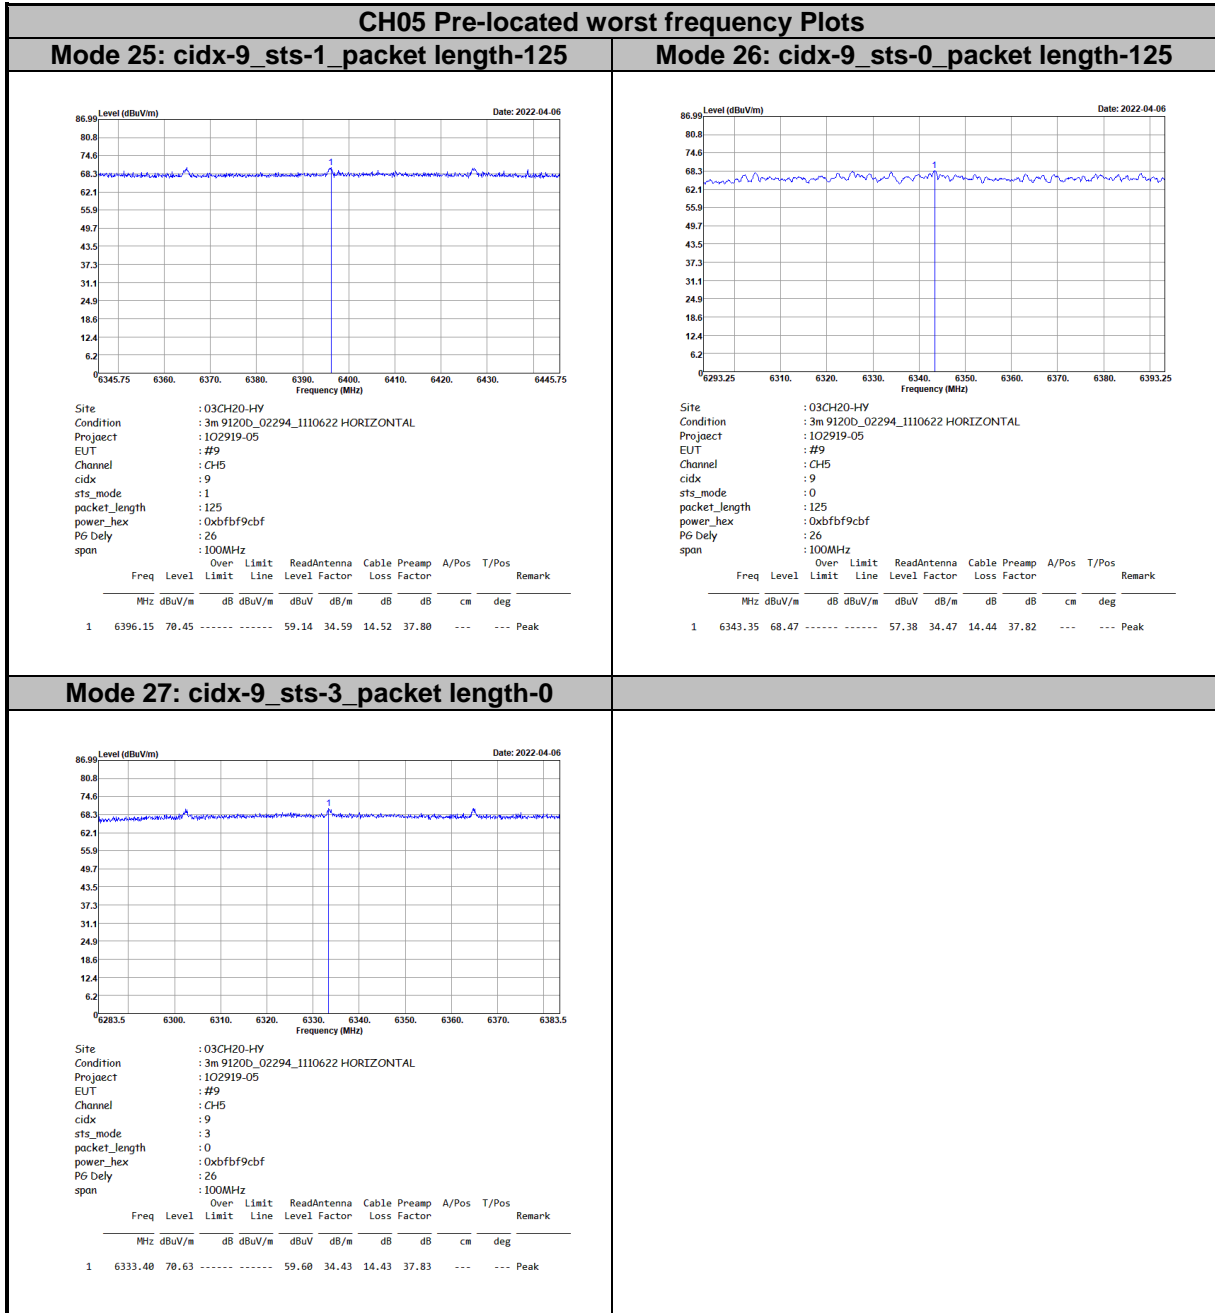 CH05 Pre-located worst frequency Plots
Mode 25: cidx-9_sts-1_packet length-125
Level (dBuV/m)
Date: 2022-04-06
86.99
80.8
74.6
68.3
62.1
55.9
49.7
43.5
37.3
31.1
24.9
18.6
12.4
6.2
0
1
6345.75 6360. 6370. 6380. 6390. 6400. 6410. 6420. 6430. 6445.75
Frequency (MHz)
Site : 03CH20-HY
Condition : 3m 9120D_02294_1110622 HORIZONTAL
Projaect : 1O2919-05
EUT : #9
Channel : CH5
cidx : 9
sts_mode : 1
packet_length : 125
power_hex : 0xbfbf9cbf
PG Dely : 26
span : 100MHz
Over Limit ReadAntenna Cable Preamp A/Pos T/Pos
Freq Level Limit Line Level Factor Loss Factor Remark
MHz dBuV/m dB dBuV/m dBuV dB/m dB dB cm deg
1 6396.15 70.45 ------ ------ 59.14 34.59 14.52 37.80 --- --- Peak
Mode 26: cidx-9_sts-0_packet length-125
Level (dBuV/m)
Date: 2022-04-06
86.99
80.8
74.6
68.3
62.1
55.9
49.7
43.5
37.3
31.1
24.9
18.6
12.4
6.2
0
1
6293.25 6310. 6320. 6330. 6340. 6350. 6360. 6370. 6380. 6393.25
Frequency (MHz)
Site : 03CH20-HY
Condition : 3m 9120D_02294_1110622 HORIZONTAL
Projaect : 1O2919-05
EUT : #9
Channel : CH5
cidx : 9
sts_mode : 0
packet_length : 125
power_hex : 0xbfbf9cbf
PG Dely : 26
span : 100MHz
Over Limit ReadAntenna Cable Preamp A/Pos T/Pos
Freq Level Limit Line Level Factor Loss Factor Remark
MHz dBuV/m dB dBuV/m dBuV dB/m dB dB cm deg
1 6343.35 68.47 ------ ------ 57.38 34.47 14.44 37.82 --- --- Peak
Mode 27: cidx-9_sts-3_packet length-0
Level (dBuV/m)
Date: 2022-04-06
86.99
80.8
74.6
68.3
62.1
55.9
49.7
43.5
37.3
31.1
24.9
18.6
12.4
6.2
0
1
6283.5 6300. 6310. 6320. 6330. 6340. 6350. 6360. 6370. 6383.5
Frequency (MHz)
Site : 03CH20-HY
Condition : 3m 9120D_02294_1110622 HORIZONTAL
Projaect : 1O2919-05
EUT : #9
Channel : CH5
cidx : 9
sts_mode : 3
packet_length : 0
power_hex : 0xbfbf9cbf
PG Dely : 26
span : 100MHz
Over Limit ReadAntenna Cable Preamp A/Pos T/Pos
Freq Level Limit Line Level Factor Loss Factor Remark
MHz dBuV/m dB dBuV/m dBuV dB/m dB dB cm deg
1 6333.40 70.63 ------ ------ 59.60 34.43 14.43 37.83 --- --- Peak